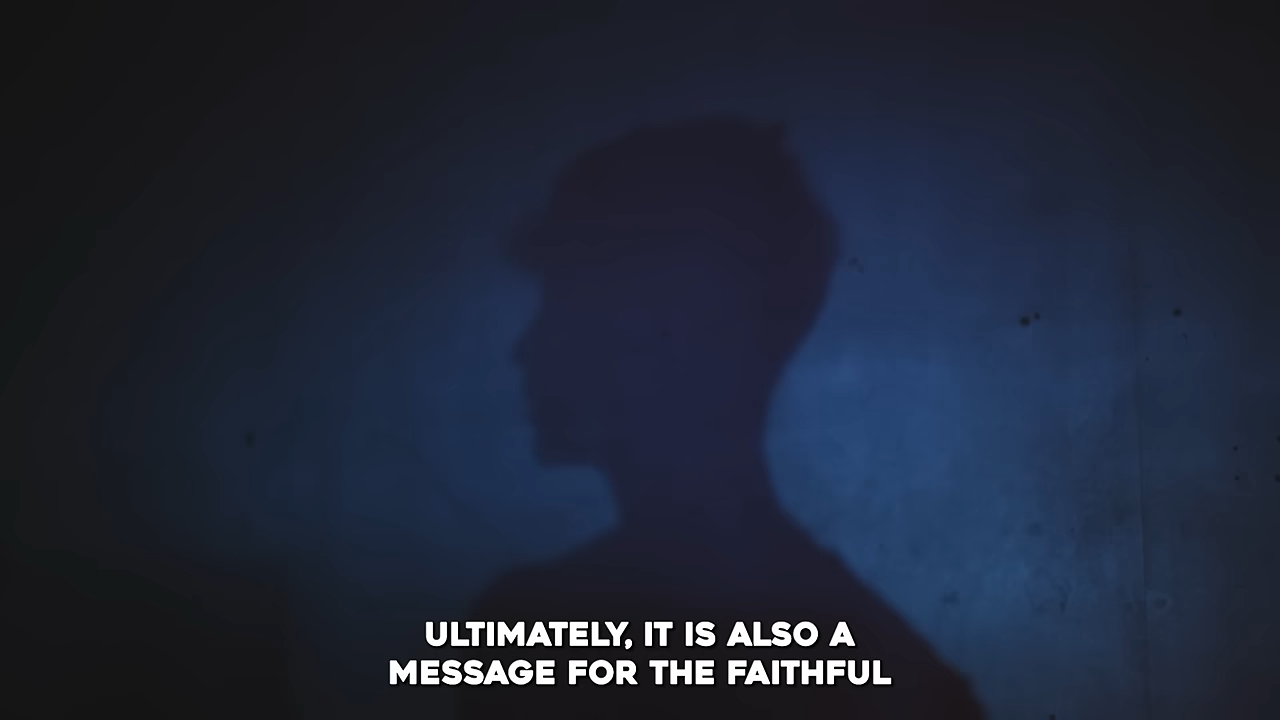 ULTIMATELY, IT IS ALSO A
MESSAGE FOR THE FAITHFUL